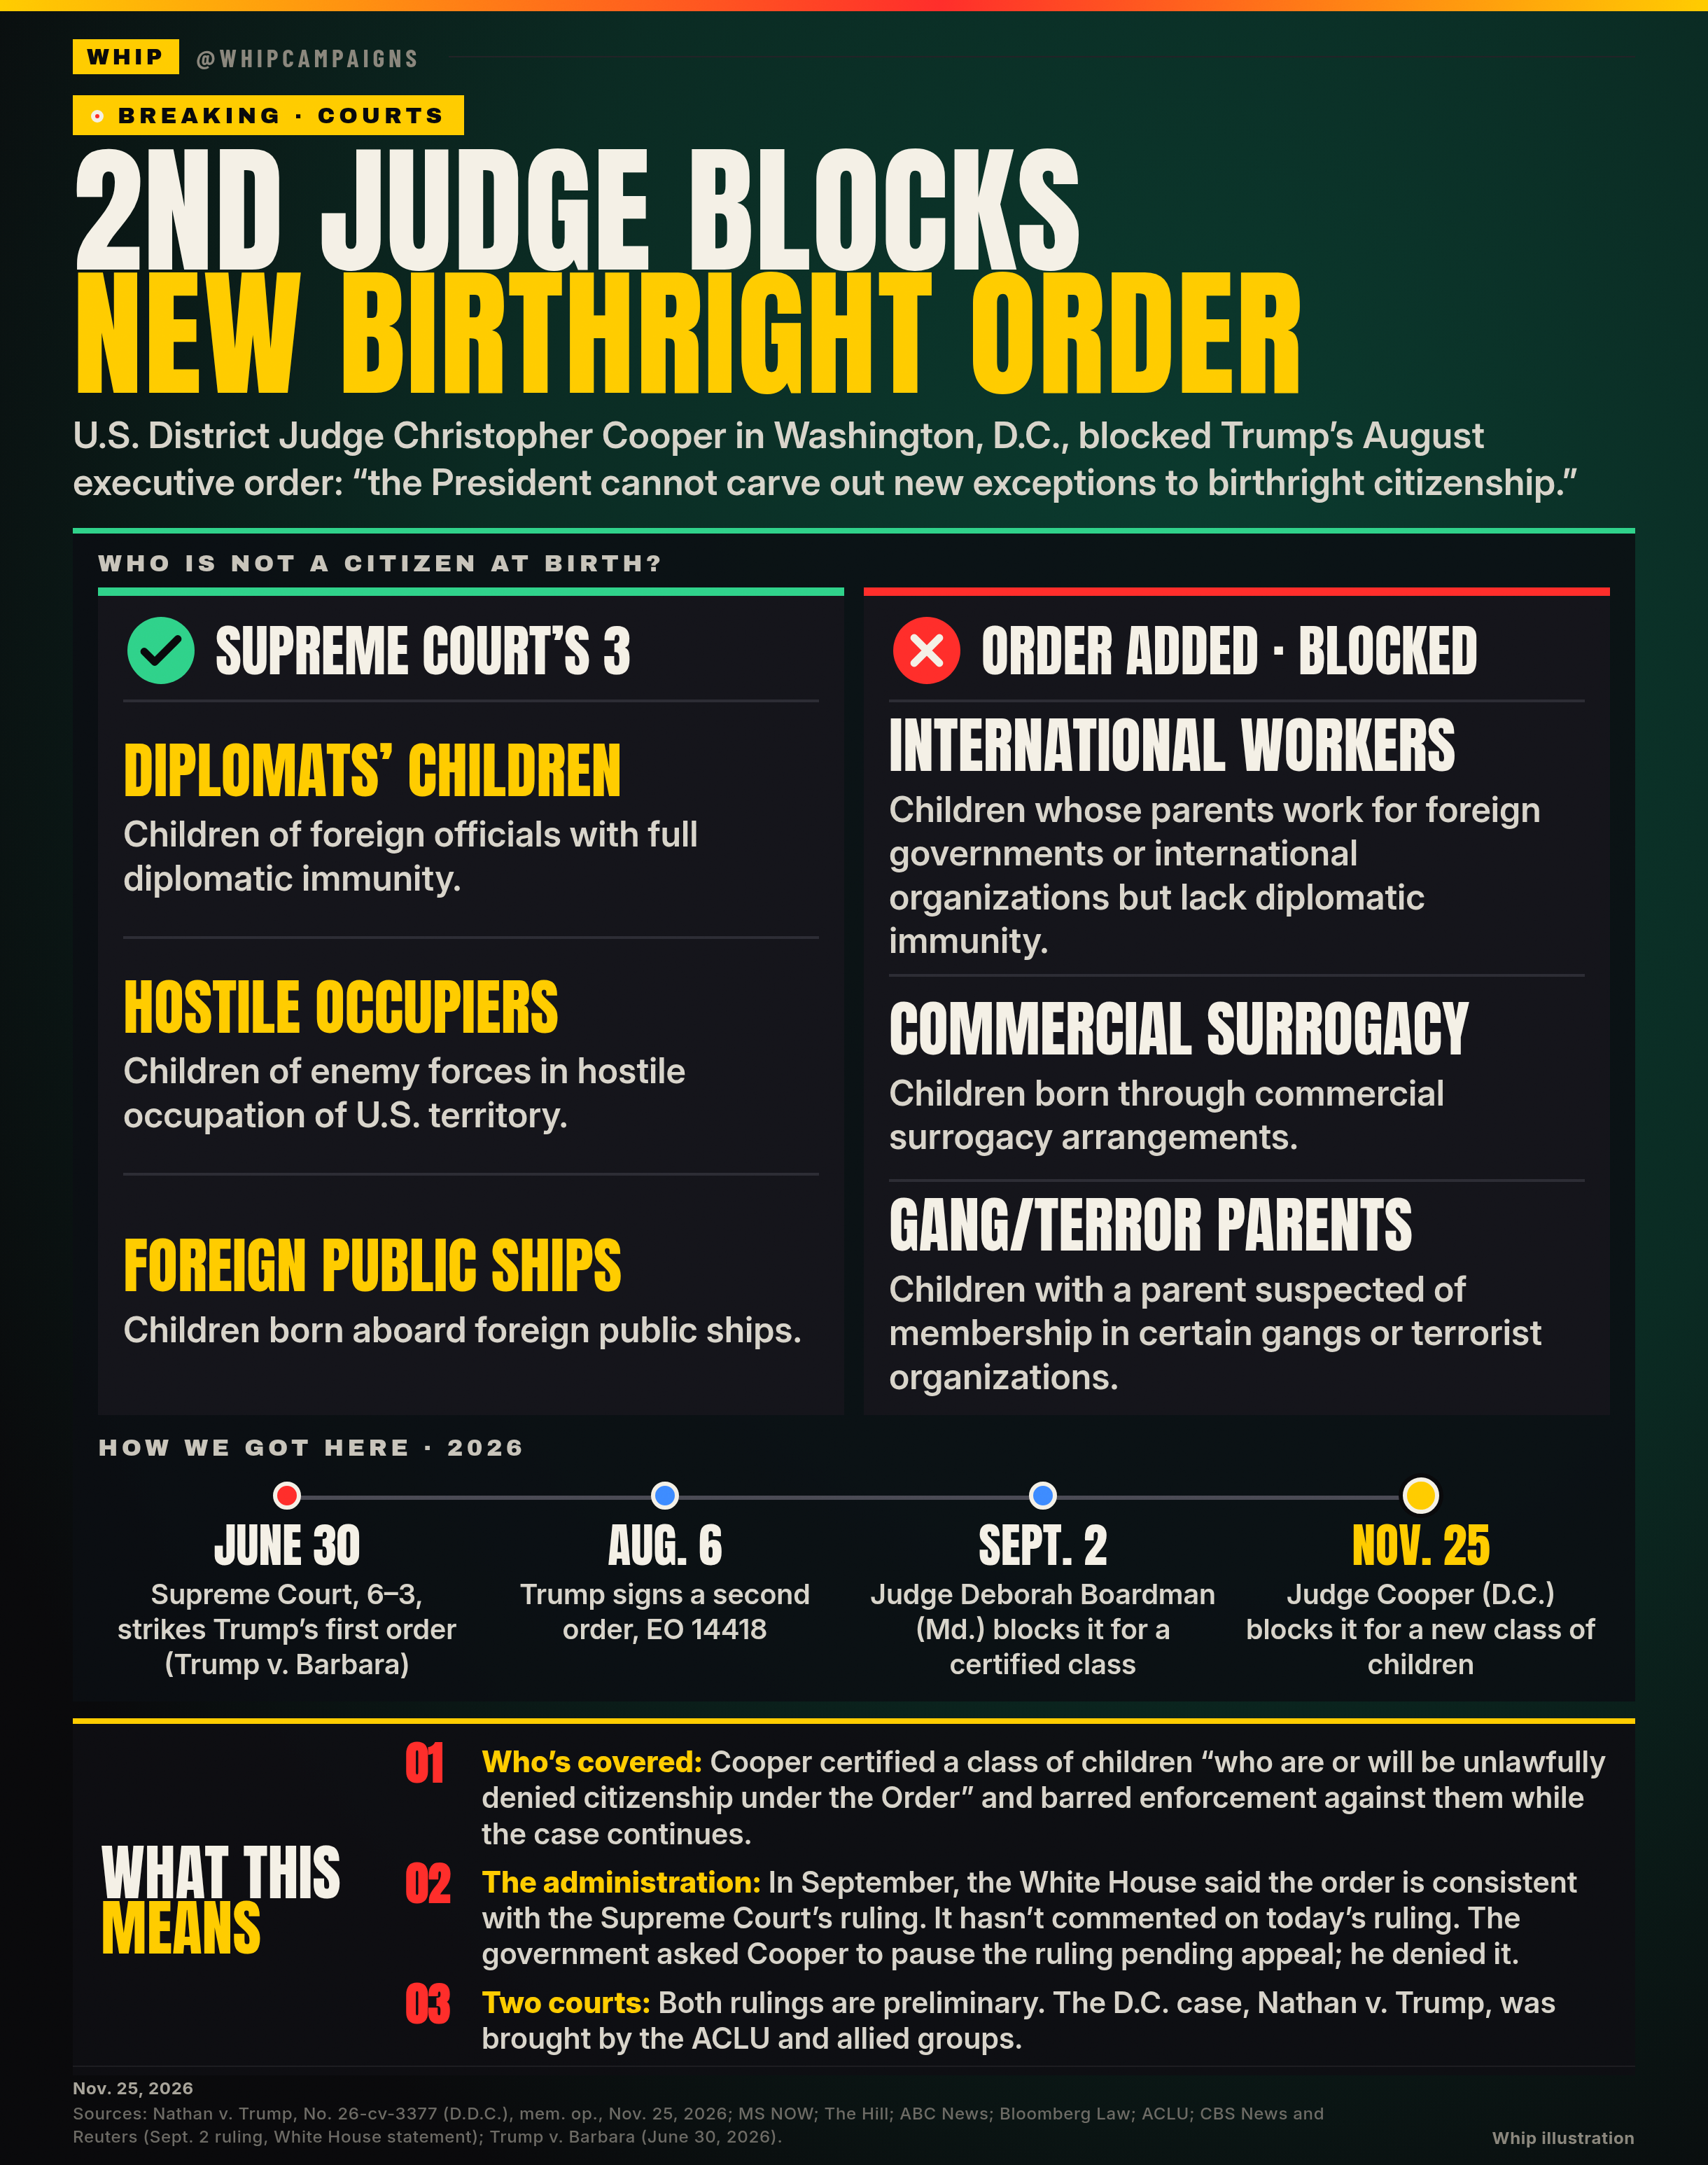 WHIP @WHIPCAMPAIGNS
BREAKING · COURTS
2ND JUDGE BLOCKS
NEW BIRTHRIGHT ORDER
U.S. District Judge Christopher Cooper in Washington, D.C., blocked Trump’s August
executive order: “the President cannot carve out new exceptions to birthright citizenship.”
WHO IS NOT A CITIZEN AT BIRTH?
SUPREME COURT’S 3
DIPLOMATS’ CHILDREN
Children of foreign officials with full
diplomatic immunity.
HOSTILE OCCUPIERS
Children of enemy forces in hostile
occupation of U.S. territory.
FOREIGN PUBLIC SHIPS
Children born aboard foreign public ships.
ORDER ADDED · BLOCKED
INTERNATIONAL WORKERS
Children whose parents work for foreign
governments or international
organizations but lack diplomatic
immunity.
COMMERCIAL SURROGACY
Children born through commercial
surrogacy arrangements.
GANG/TERROR PARENTS
Children with a parent suspected of
membership in certain gangs or terrorist
organizations.
HOW WE GOT HERE · 2026
JUNE 30
Supreme Court, 6–3,
strikes Trump’s first order
(Trump v. Barbara)
AUG. 6
Trump signs a second
order, EO 14418
SEPT. 2
Judge Deborah Boardman
(Md.) blocks it for a
certified class
NOV. 25
Judge Cooper (D.C.)
blocks it for a new class of
children
WHAT THIS
MEANS
01 Who’s covered: Cooper certified a class of children “who are or will be unlawfully
denied citizenship under the Order” and barred enforcement against them while
the case continues.
02 The administration: In September, the White House said the order is consistent
with the Supreme Court’s ruling. It hasn’t commented on today’s ruling. The
government asked Cooper to pause the ruling pending appeal; he denied it.
03 Two courts: Both rulings are preliminary. The D.C. case, Nathan v. Trump, was
brought by the ACLU and allied groups.
Nov. 25, 2026
Sources: Nathan v. Trump, No. 26-cv-3377 (D.D.C.), mem. op., Nov. 25, 2026; MS NOW; The Hill; ABC News; Bloomberg Law; ACLU; CBS News and
Reuters (Sept. 2 ruling, White House statement); Trump v. Barbara (June 30, 2026).
Whip illustration